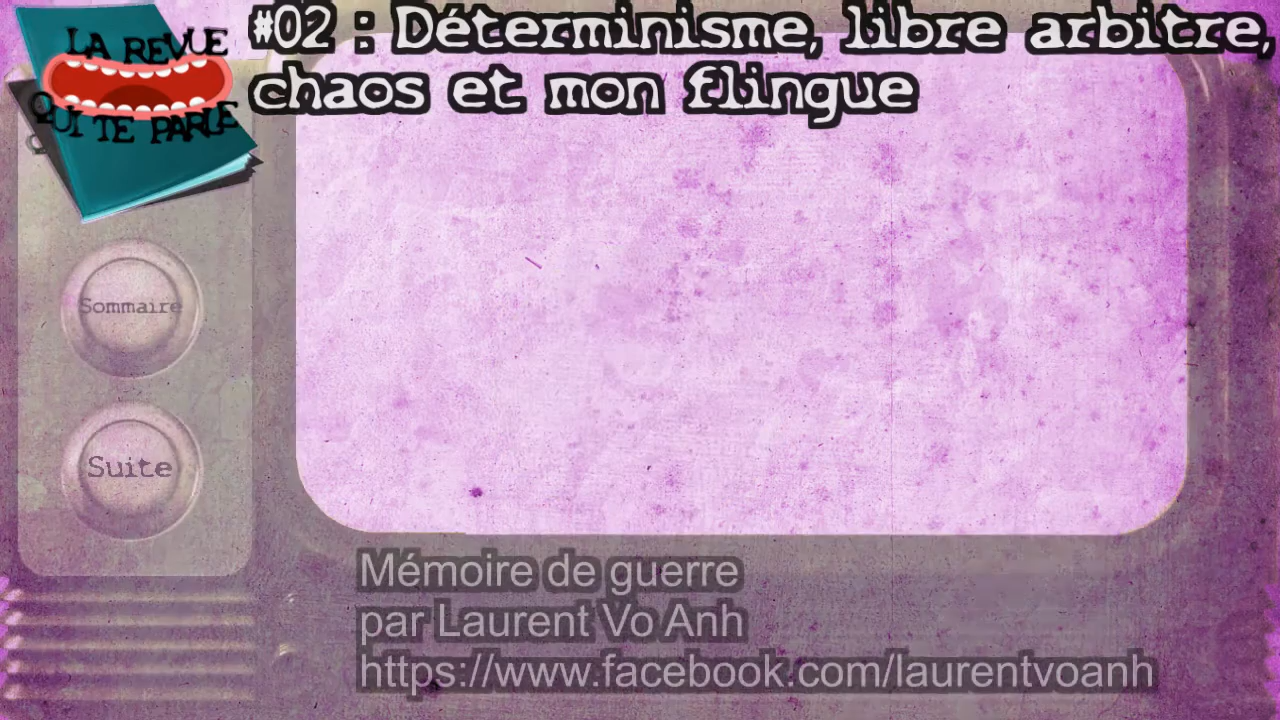 LA REVUE
QUI TE PARLE
#02 : Déterminisme, libre arbitre,
chaos et mon flingue
Sommaire
Suite
Mémoire de guerre
par Laurent Vo Anh
https://www.facebook.com/laurentvoanh